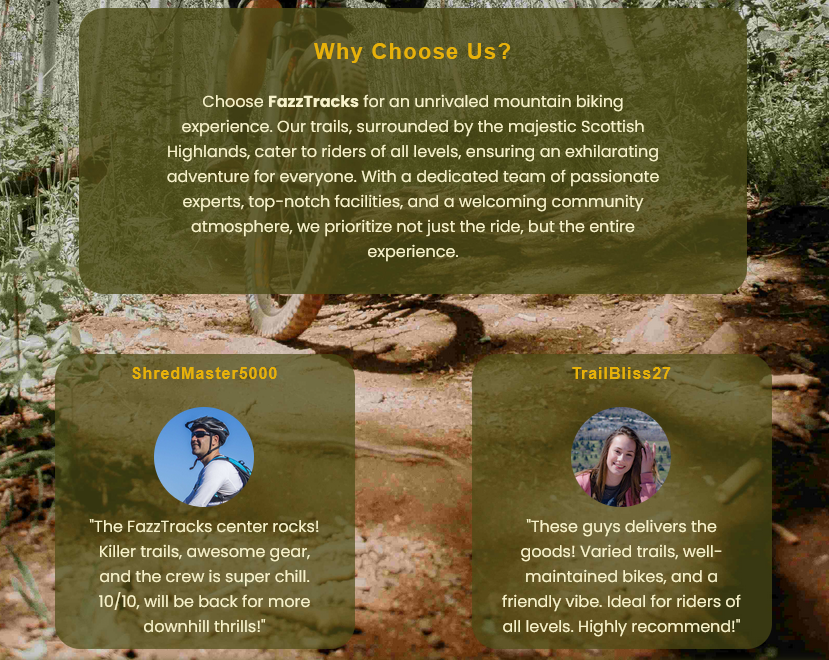 Why Choose Us?
Choose FazzTracks for an unrivaled mountain biking
experience. Our trails, surrounded by the majestic Scottish
Highlands, cater to riders of all levels, ensuring an exhilarating
adventure for everyone. With a dedicated team of passionate
experts, top-notch facilities, and a welcoming community
atmosphere, we prioritize not just the ride, but the entire
experience.
ShredMaster5000
"The FazzTracks center rocks!
Killer trails, awesome gear,
and the crew is super chill.
10/10, will be back for more
downhill thrills!"
TrailBliss27
"These guys delivers the
goods! Varied trails, well-
maintained bikes, and a
friendly vibe. Ideal for riders of
all levels. Highly recommend!"